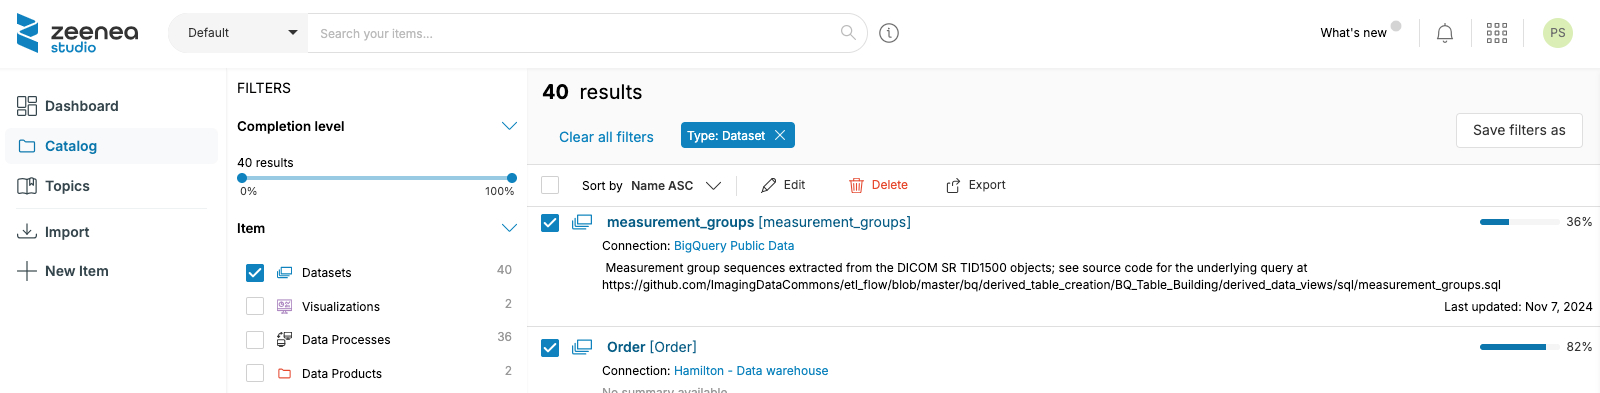 zeenea
studio
Default
Search your items...
What's new
PS
Dashboard
Catalog
Topics
Import
New Item
FILTERS
Completion level
40 results
0% 100%
Item
Datasets 40
Visualizations 2
Data Processes 36
Data Products 2
40 results
Clear all filters
Type: Dataset
Save filters as
Sort by Name ASC
Edit
Delete
Export
measurement_groups [measurement_groups] 36%
Connection: BigQuery Public Data
Measurement group sequences extracted from the DICOM SR TID1500 objects; see source code for the underlying query at
https://github.com/ImagingDataCommons/etl_flow/blob/master/bq/derived_table_creation/BQ_Table_Building/derived_data_views/sql/measurement_groups.sql
Last updated: Nov 7, 2024
Order [Order] 82%
Connection: Hamilton - Data warehouse
No summary available